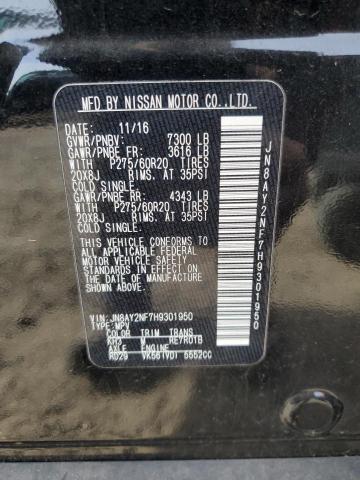 MFD BY NISSAN MOTOR CO.,LTD.
DATE: 11/16
GVWR/PNBV: 7300 LB
GAWR/PNBE FR: 3616 LB
WITH P275/60R20 TIRES
20X8J RIMS, AT 35PSI
COLD SINGLE.
GAWR/PNBE RR: 4343 LB
WITH P275/60R20 TIRES
20X8J RIMS, AT 35PSI
COLD SINGLE.
THIS VEHICLE CONFORMS TO
ALL APPLICABLE FEDERAL
MOTOR VEHICLE SAFETY
STANDARDS IN EFFECT ON
THE DATE OF MANUFACTURE
SHOWN ABOVE.
VIN: JN8AY2NF7H9301950
TYPE:MPV
COLOR TRIM TRANS
KH3 M RE7R01B
AXLE ENGINE
RD29 VK56(VD) 5552CC
JN8AY2NF7H9301950